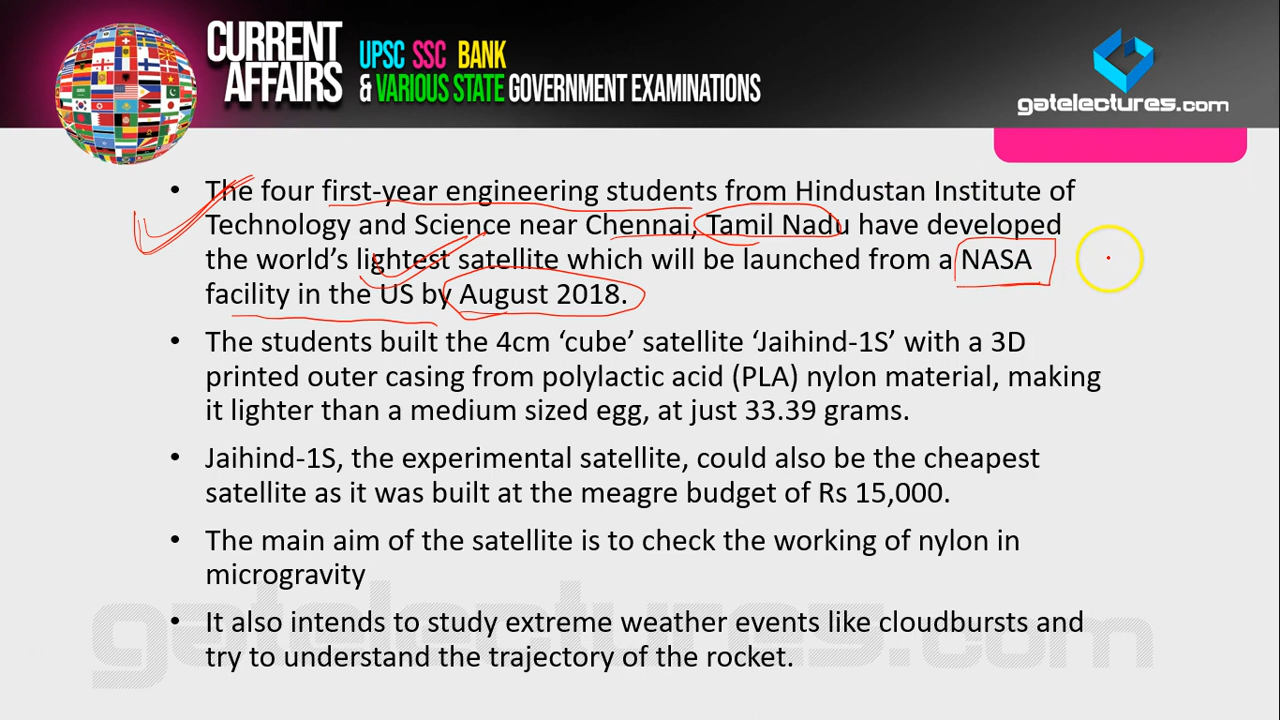 CURRENT
AFFAIRS
UPSC SSC BANK
& VARIOUS STATE GOVERNMENT EXAMINATIONS
gatelectures.com
• The four first-year engineering students from Hindustan Institute of
Technology and Science near Chennai, Tamil Nadu have developed
the world’s lightest satellite which will be launched from a NASA
facility in the US by August 2018.
• The students built the 4cm ‘cube’ satellite ‘Jaihind-1S’ with a 3D
printed outer casing from polylactic acid (PLA) nylon material, making
it lighter than a medium sized egg, at just 33.39 grams.
• Jaihind-1S, the experimental satellite, could also be the cheapest
satellite as it was built at the meagre budget of Rs 15,000.
• The main aim of the satellite is to check the working of nylon in
microgravity
• It also intends to study extreme weather events like cloudbursts and
try to understand the trajectory of the rocket.
gatelectures.com